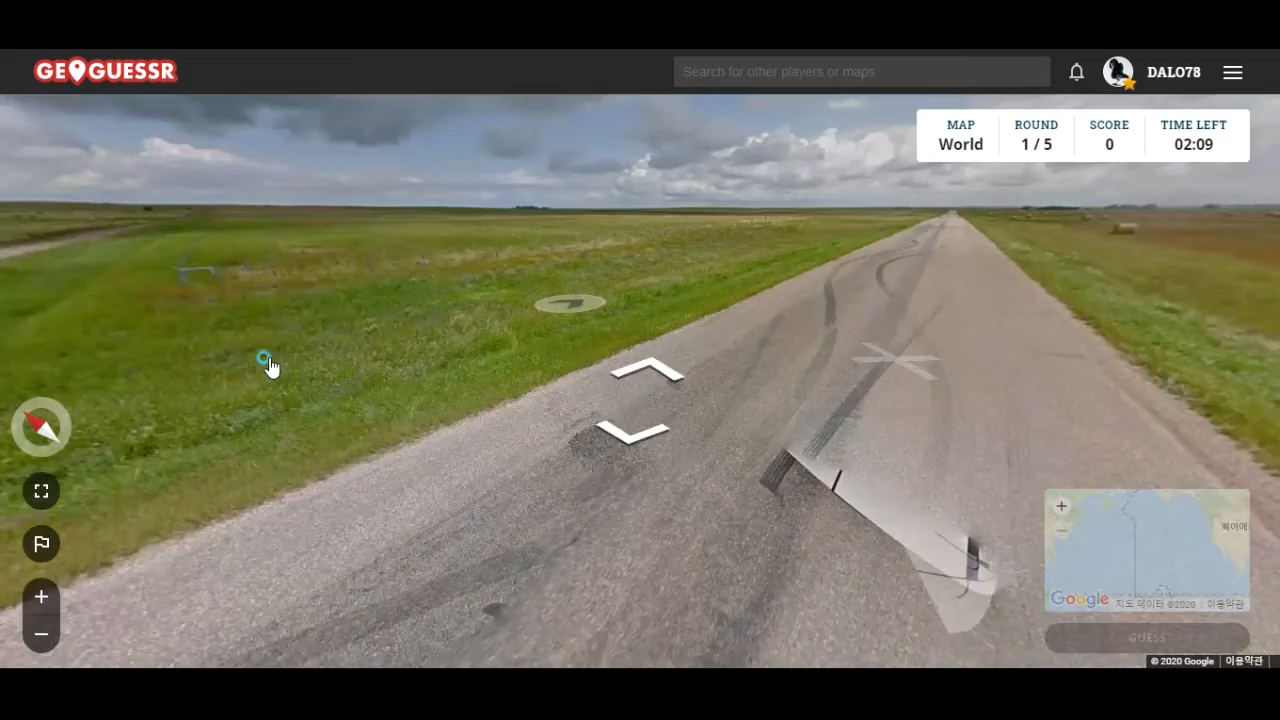 GEOGUESSR
Search for other players or maps
DALO78
MAP
World
ROUND
1 / 5
SCORE
0
TIME LEFT
02:09
+
−
북아메
Google
지도 데이터 ©2020
이용약관
GUESS
+
−
© 2020 Google
이용약관